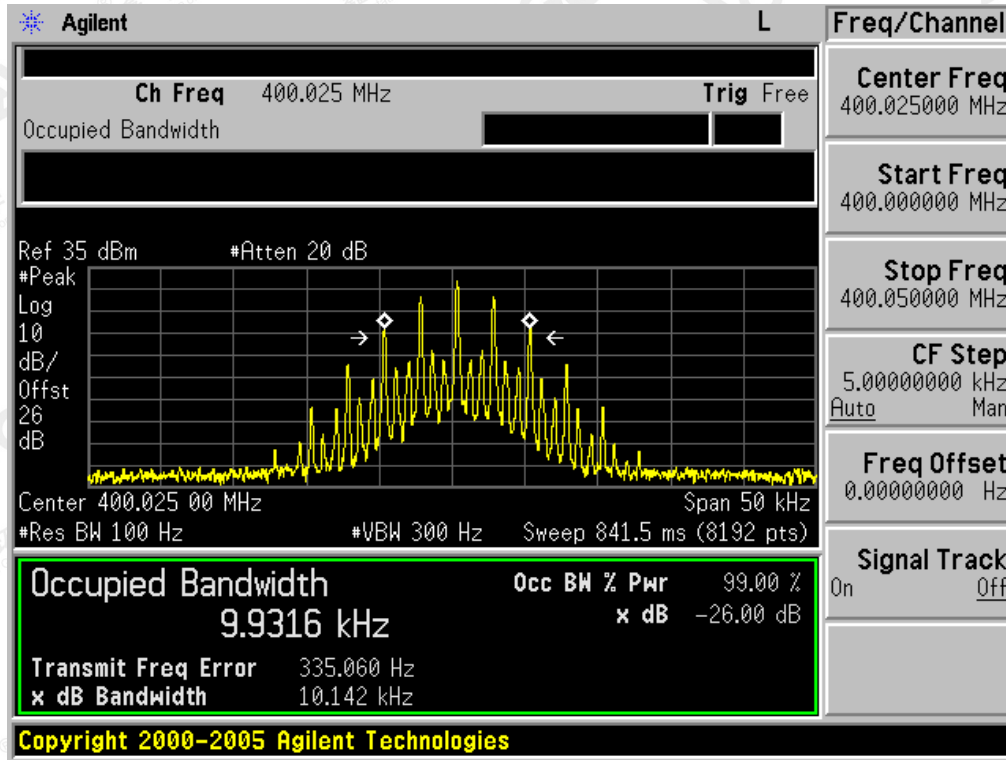 Agilent
L
Ch Freq 400.025 MHz
Trig Free
Occupied Bandwidth
Ref 35 dBm
#Atten 20 dB
#Peak
Log
10
dB/
Offst
26
dB
Center 400.025 00 MHz
Span 50 kHz
#Res BW 100 Hz
#VBW 300 Hz
Sweep 841.5 ms (8192 pts)
Occupied Bandwidth
9.9316 kHz
Occ BW % Pwr 99.00 %
x dB -26.00 dB
Transmit Freq Error 335.060 Hz
x dB Bandwidth 10.142 kHz
Copyright 2000-2005 Agilent Technologies
Freq/Channel
Center Freq
400.025000 MHz
Start Freq
400.000000 MHz
Stop Freq
400.050000 MHz
CF Step
5.00000000 kHz
Auto Man
Freq Offset
0.00000000 Hz
Signal Track
On Off